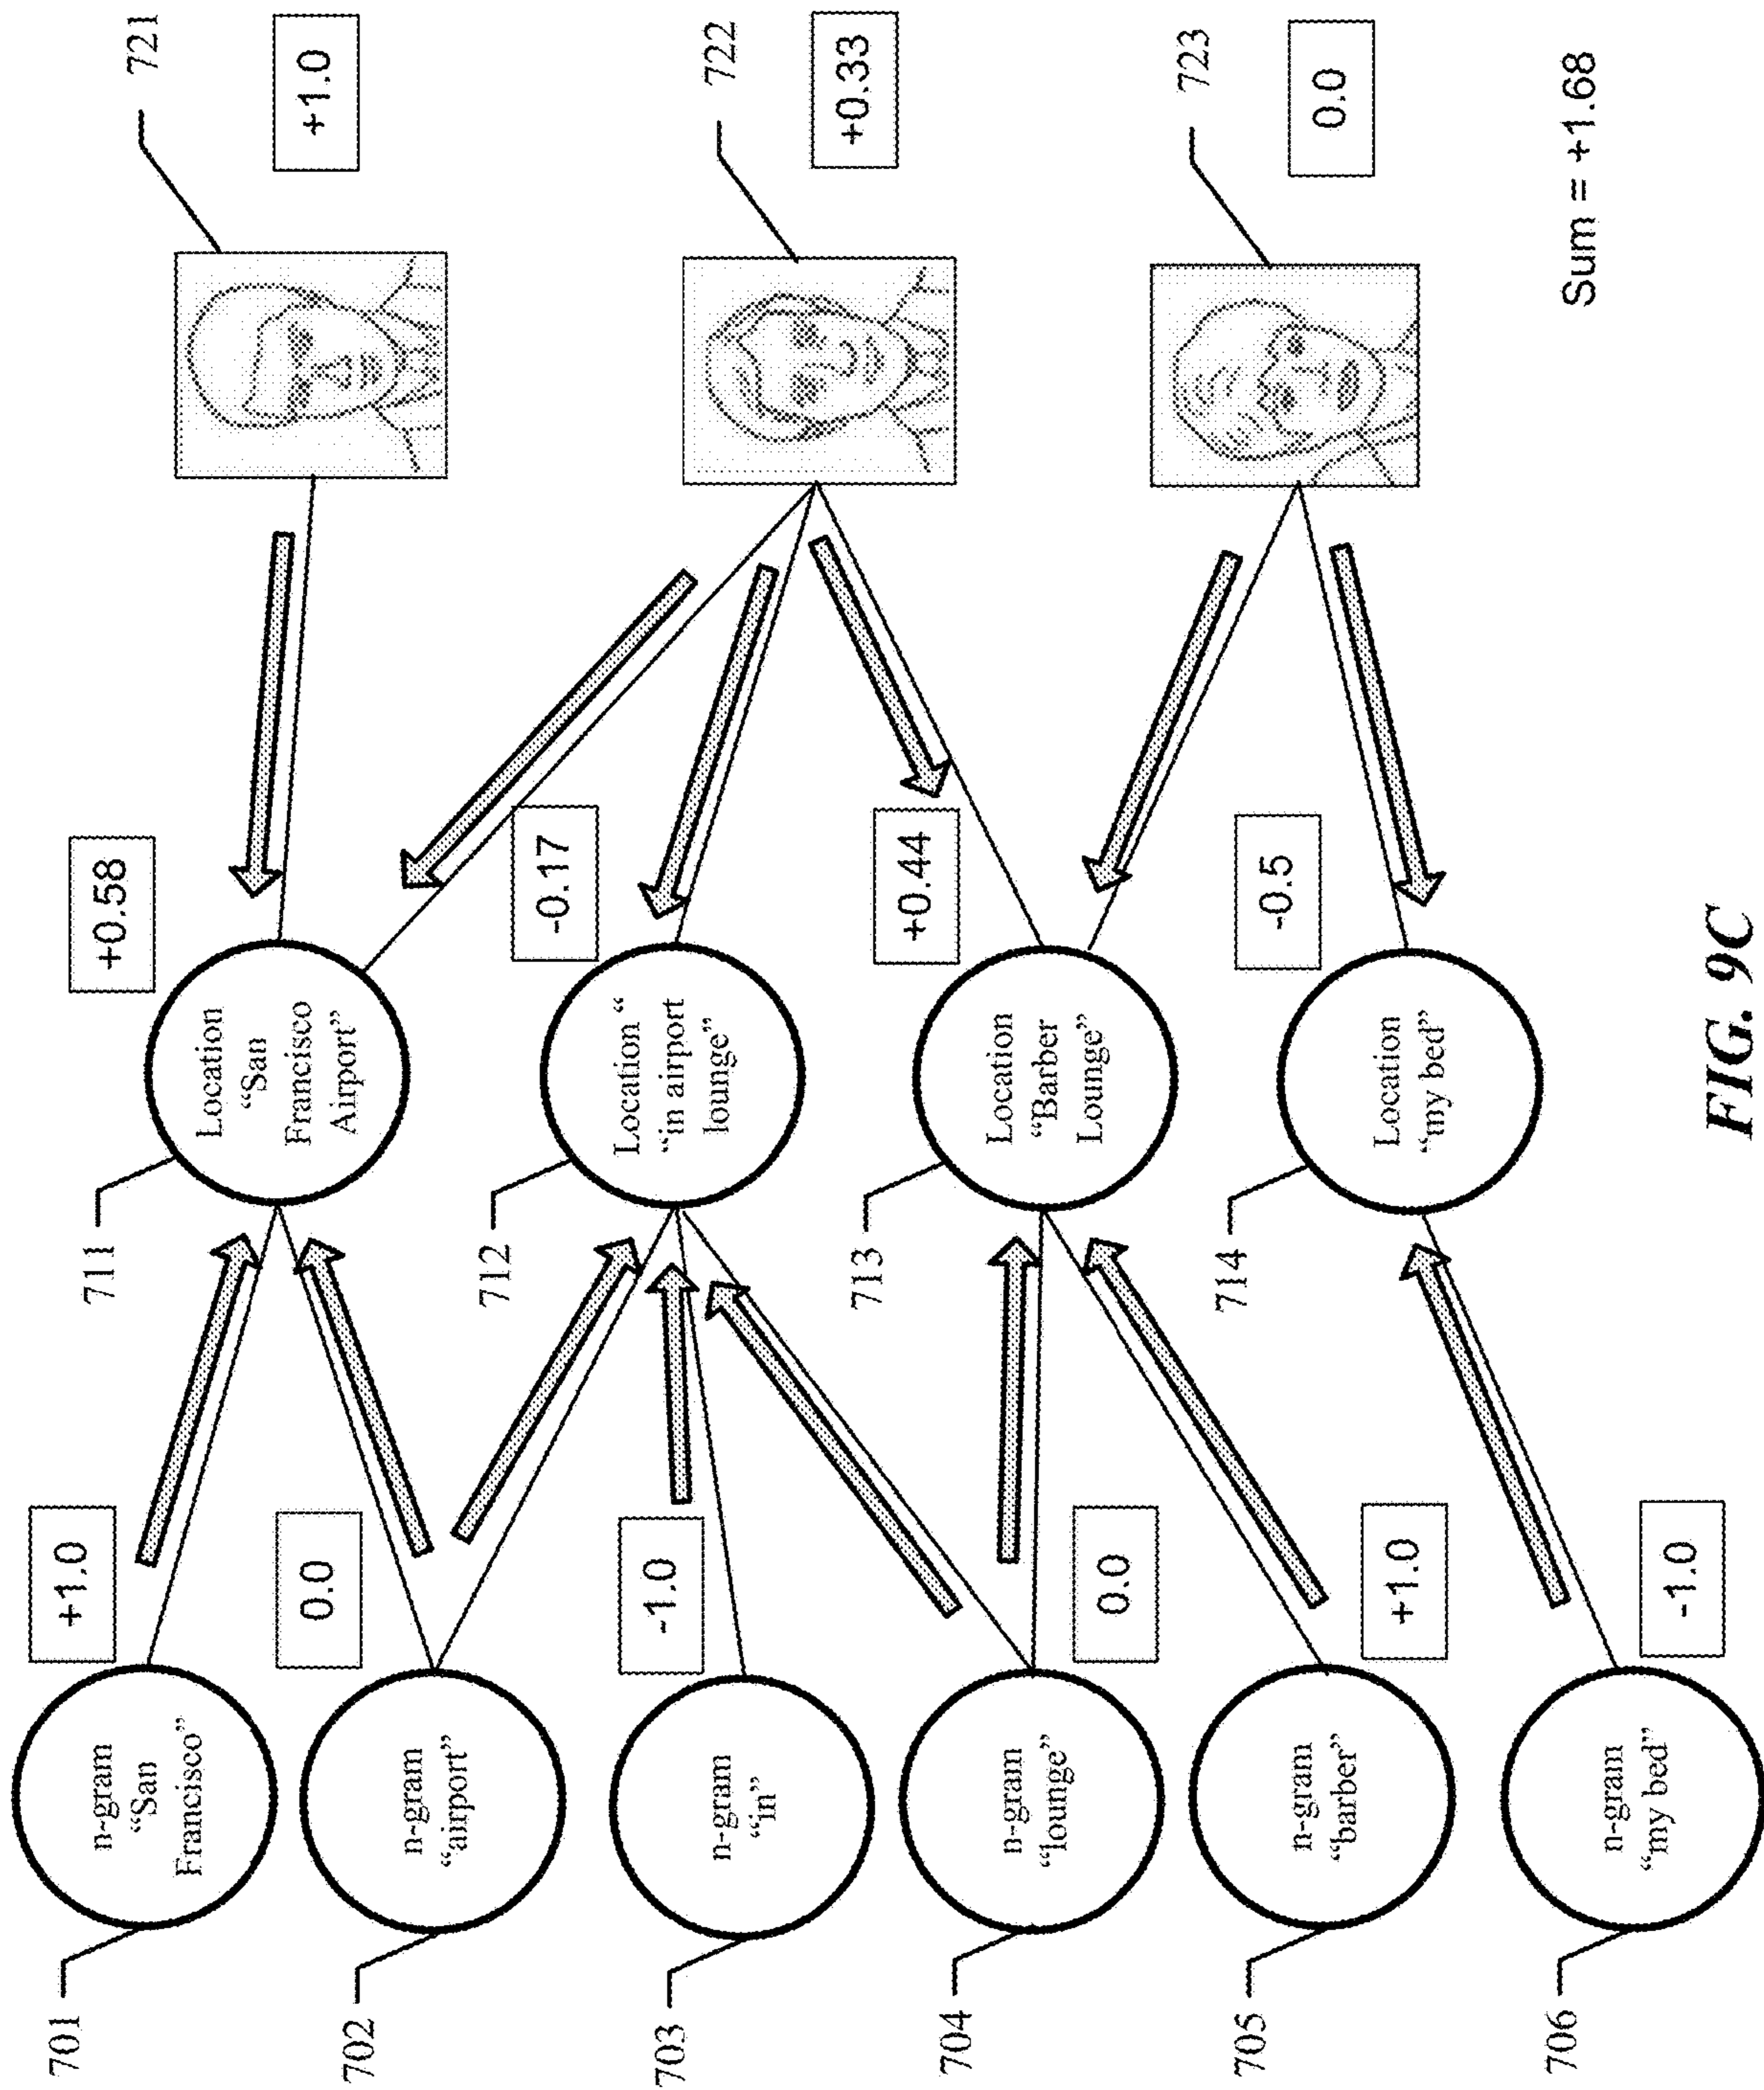 701
n-gram
“San
Francisco”
+1.0
702
n-gram
“airport”
0.0
703
n-gram
“in”
-1.0
704
n-gram
“lounge”
0.0
705
n-gram
“barber”
+1.0
706
n-gram
“my bed”
-1.0
711
Location
“San
Francisco
Airport”
+0.58
712
Location“
“in airport
lounge”
-0.17
713
Location
“Barber
Lounge”
+0.44
714
Location
“my bed”
-0.5
721
+1.0
722
+0.33
723
0.0
Sum = +1.68
FIG. 9C